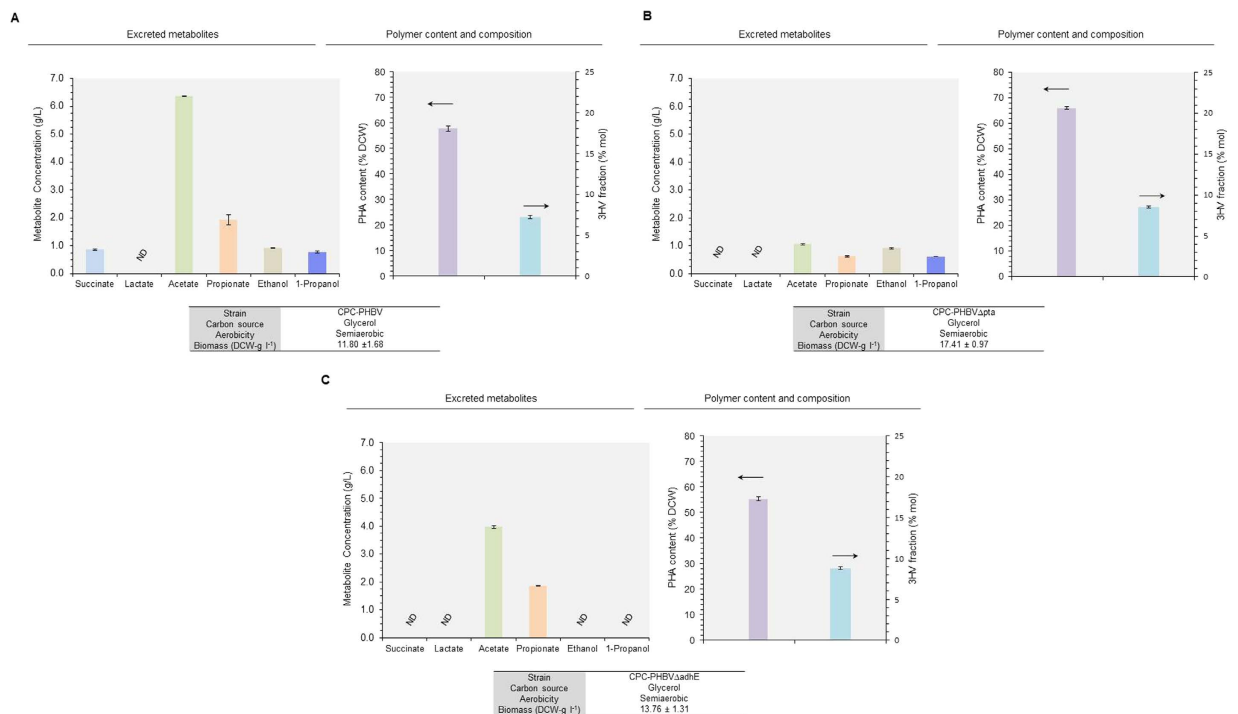 A
Excreted metabolites
Polymer content and composition
Metabolite Concentratiion (g/L)
7.0
6.0
5.0
4.0
3.0
2.0
1.0
0.0
ND
Succinate Lactate Acetate Propionate Ethanol 1-Propanol
PHA content (% DCW)
80
70
60
50
40
30
20
10
0
25
20
15
10
5
0
3HV fraction (% mol)
Strain CPC-PHBV
Carbon source Glycerol
Aerobicity Semiaerobic
Biomass (DCW-g l-1) 11.80 ±1.68
B
Excreted metabolites
Polymer content and composition
Metabolite Concentration (g/L)
7.0
6.0
5.0
4.0
3.0
2.0
1.0
0.0
ND ND
Succinate Lactate Acetate Propionate Ethanol 1-Propanol
PHA content (% DCW)
80
70
60
50
40
30
20
10
0
25
20
15
10
5
0
3HV fraction (% mol)
Strain CPC-PHBVΔpta
Carbon source Glycerol
Aerobicity Semiaerobic
Biomass (DCW-g l-1) 17.41 ± 0.97
C
Excreted metabolites
Polymer content and composition
Metabolite Concentration (g/L)
7.0
6.0
5.0
4.0
3.0
2.0
1.0
0.0
ND ND ND ND
Succinate Lactate Acetate Propionate Ethanol 1-Propanol
PHA content (% DCW)
80
70
60
50
40
30
20
10
0
25
20
15
10
5
0
3HV fraction (% mol)
Strain CPC-PHBVΔadhE
Carbon source Glycerol
Aerobicity Semiaerobic
Biomass (DCW-g l-1) 13.76 ± 1.31